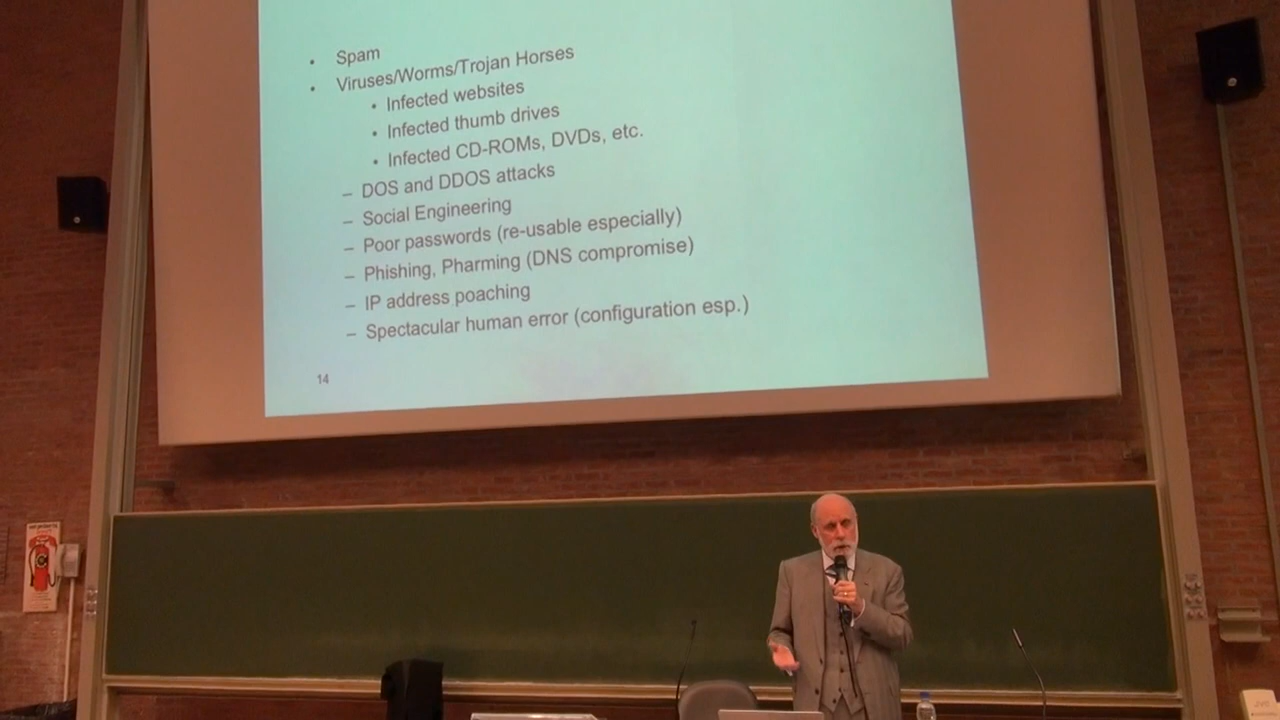 • Spam
• Viruses/Worms/Trojan Horses
• Infected websites
• Infected thumb drives
• Infected CD-ROMs, DVDs, etc.
– DOS and DDOS attacks
– Social Engineering
– Poor passwords (re-usable especially)
– Phishing, Pharming (DNS compromise)
– IP address poaching
– Spectacular human error (configuration esp.)
14